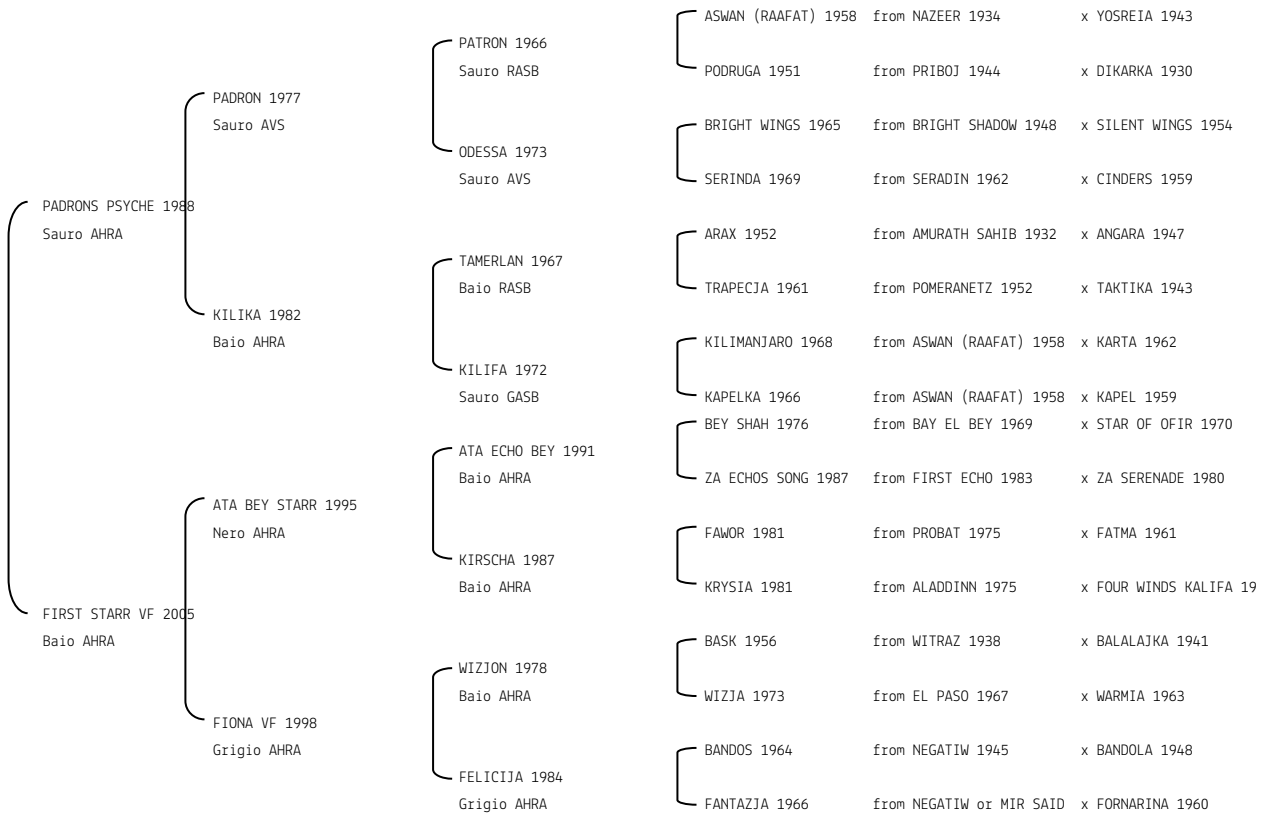 ASWAN (RAAFAT) 1958 from NAZEER 1934 x YOSREIA 1943
PATRON 1966
Sauro RASB
PODRUGA 1951 from PRIBOJ 1944 x DIKARKA 1930
PADRON 1977
Sauro AVS
BRIGHT WINGS 1965 from BRIGHT SHADOW 1948 x SILENT WINGS 1954
ODESSA 1973
Sauro AVS
SERINDA 1969 from SERADIN 1962 x CINDERS 1959
PADRONS PSYCHE 1988
Sauro AHRA
ARAX 1952 from AMURATH SAHIB 1932 x ANGARA 1947
TAMERLAN 1967
Baio RASB
TRAPECJA 1961 from POMERANETZ 1952 x TAKTIKA 1943
KILIKA 1982
Baio AHRA
KILIMANJARO 1968 from ASWAN (RAAFAT) 1958 x KARTA 1962
KILIFA 1972
Sauro GASB
KAPELKA 1966 from ASWAN (RAAFAT) 1958 x KAPEL 1959
BEY SHAH 1976 from BAY EL BEY 1969 x STAR OF OFIR 1970
ATA ECHO BEY 1991
Baio AHRA
ZA ECHOS SONG 1987 from FIRST ECHO 1983 x ZA SERENADE 1980
ATA BEY STARR 1995
Nero AHRA
FAWOR 1981 from PROBAT 1975 x FATMA 1961
KIRSCHA 1987
Baio AHRA
KRYSIA 1981 from ALADDINN 1975 x FOUR WINDS KALIFA 19
FIRST STARR VF 2005
Baio AHRA
BASK 1956 from WITRAZ 1938 x BALALAJKA 1941
WIZJON 1978
Baio AHRA
WIZJA 1973 from EL PASO 1967 x WARMIA 1963
FIONA VF 1998
Grigio AHRA
BANDOS 1964 from NEGATIW 1945 x BANDOLA 1948
FELICIJA 1984
Grigio AHRA
FANTAZJA 1966 from NEGATIW or MIR SAID x FORNARINA 1960